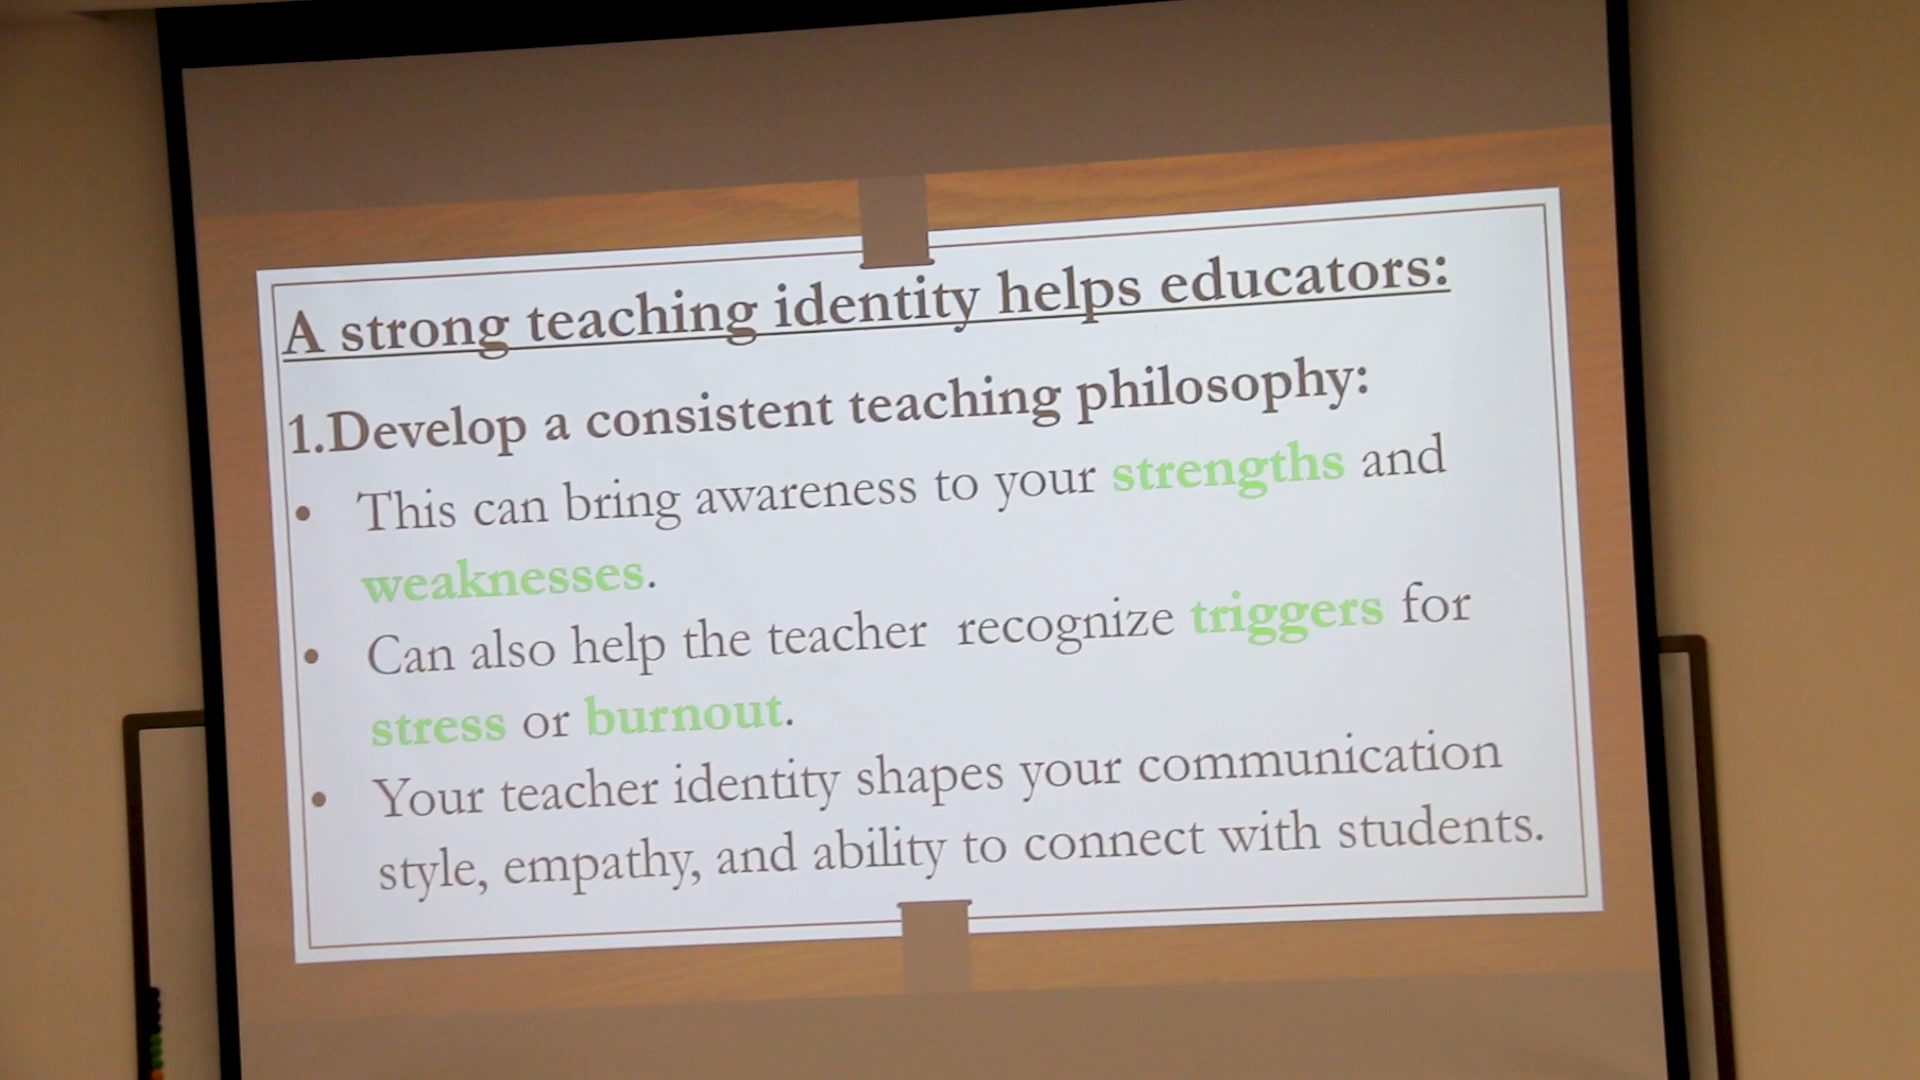 A strong teaching identity helps educators:
1.Develop a consistent teaching philosophy:
• This can bring awareness to your strengths and
weaknesses.
• Can also help the teacher recognize triggers for
stress or burnout.
• Your teacher identity shapes your communication
style, empathy, and ability to connect with students.